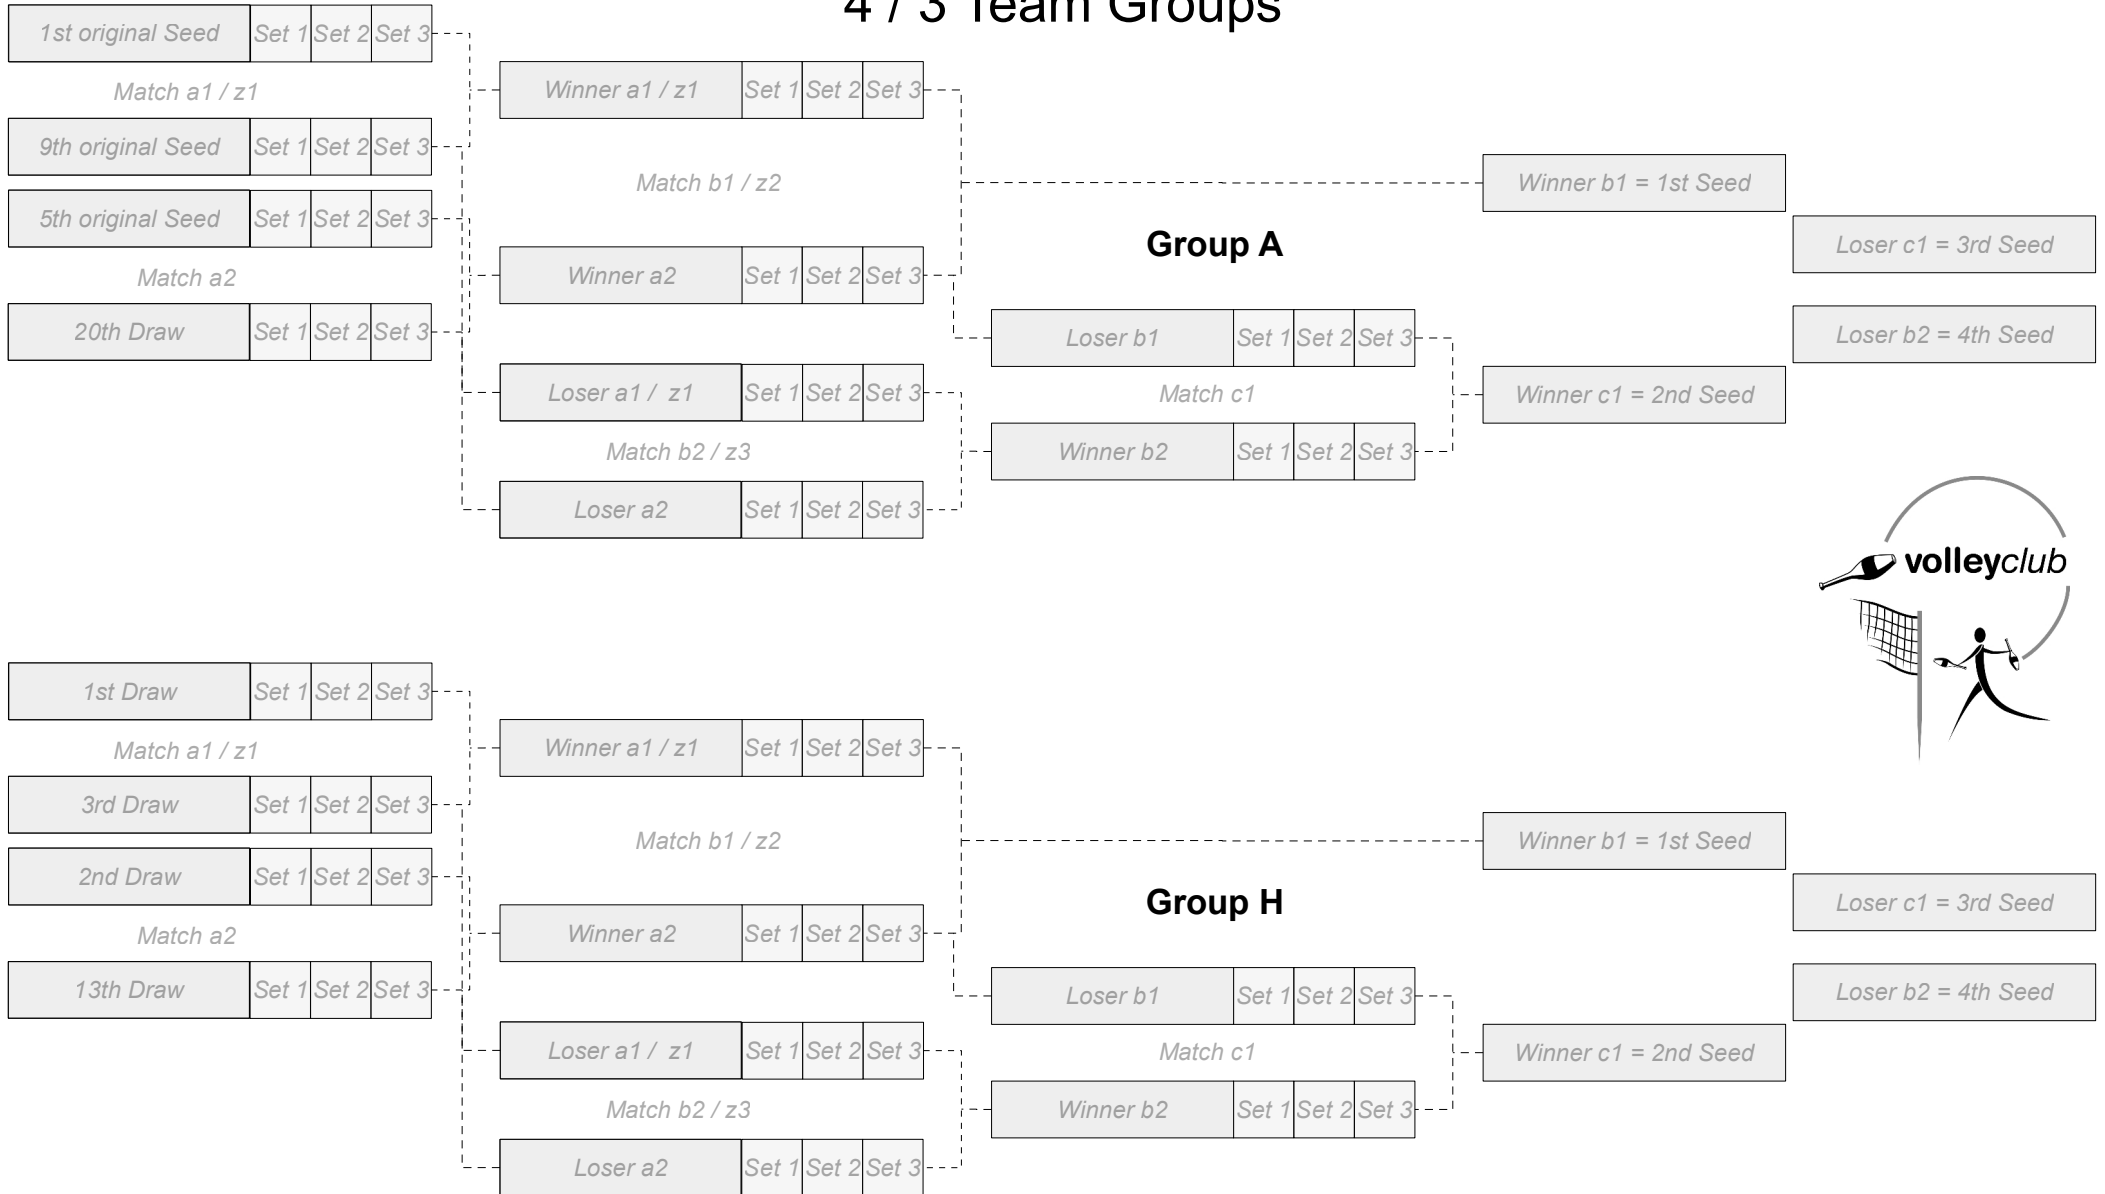 4 / 3 Team Groups
1st original Seed Set 1 Set 2 Set 3
Match a1 / z1
9th original Seed Set 1 Set 2 Set 3
5th original Seed Set 1 Set 2 Set 3
Match a2
20th Draw Set 1 Set 2 Set 3
Winner a1 / z1 Set 1 Set 2 Set 3
Match b1 / z2
Winner a2 Set 1 Set 2 Set 3
Loser a1 / z1 Set 1 Set 2 Set 3
Match b2 / z3
Loser a2 Set 1 Set 2 Set 3
Group A
Loser b1 Set 1 Set 2 Set 3
Match c1
Winner b2 Set 1 Set 2 Set 3
Winner b1 = 1st Seed
Winner c1 = 2nd Seed
Loser c1 = 3rd Seed
Loser b2 = 4th Seed
volleyclub
1st Draw Set 1 Set 2 Set 3
Match a1 / z1
3rd Draw Set 1 Set 2 Set 3
2nd Draw Set 1 Set 2 Set 3
Match a2
13th Draw Set 1 Set 2 Set 3
Winner a1 / z1 Set 1 Set 2 Set 3
Match b1 / z2
Winner a2 Set 1 Set 2 Set 3
Loser a1 / z1 Set 1 Set 2 Set 3
Match b2 / z3
Loser a2 Set 1 Set 2 Set 3
Group H
Loser b1 Set 1 Set 2 Set 3
Match c1
Winner b2 Set 1 Set 2 Set 3
Winner b1 = 1st Seed
Winner c1 = 2nd Seed
Loser c1 = 3rd Seed
Loser b2 = 4th Seed